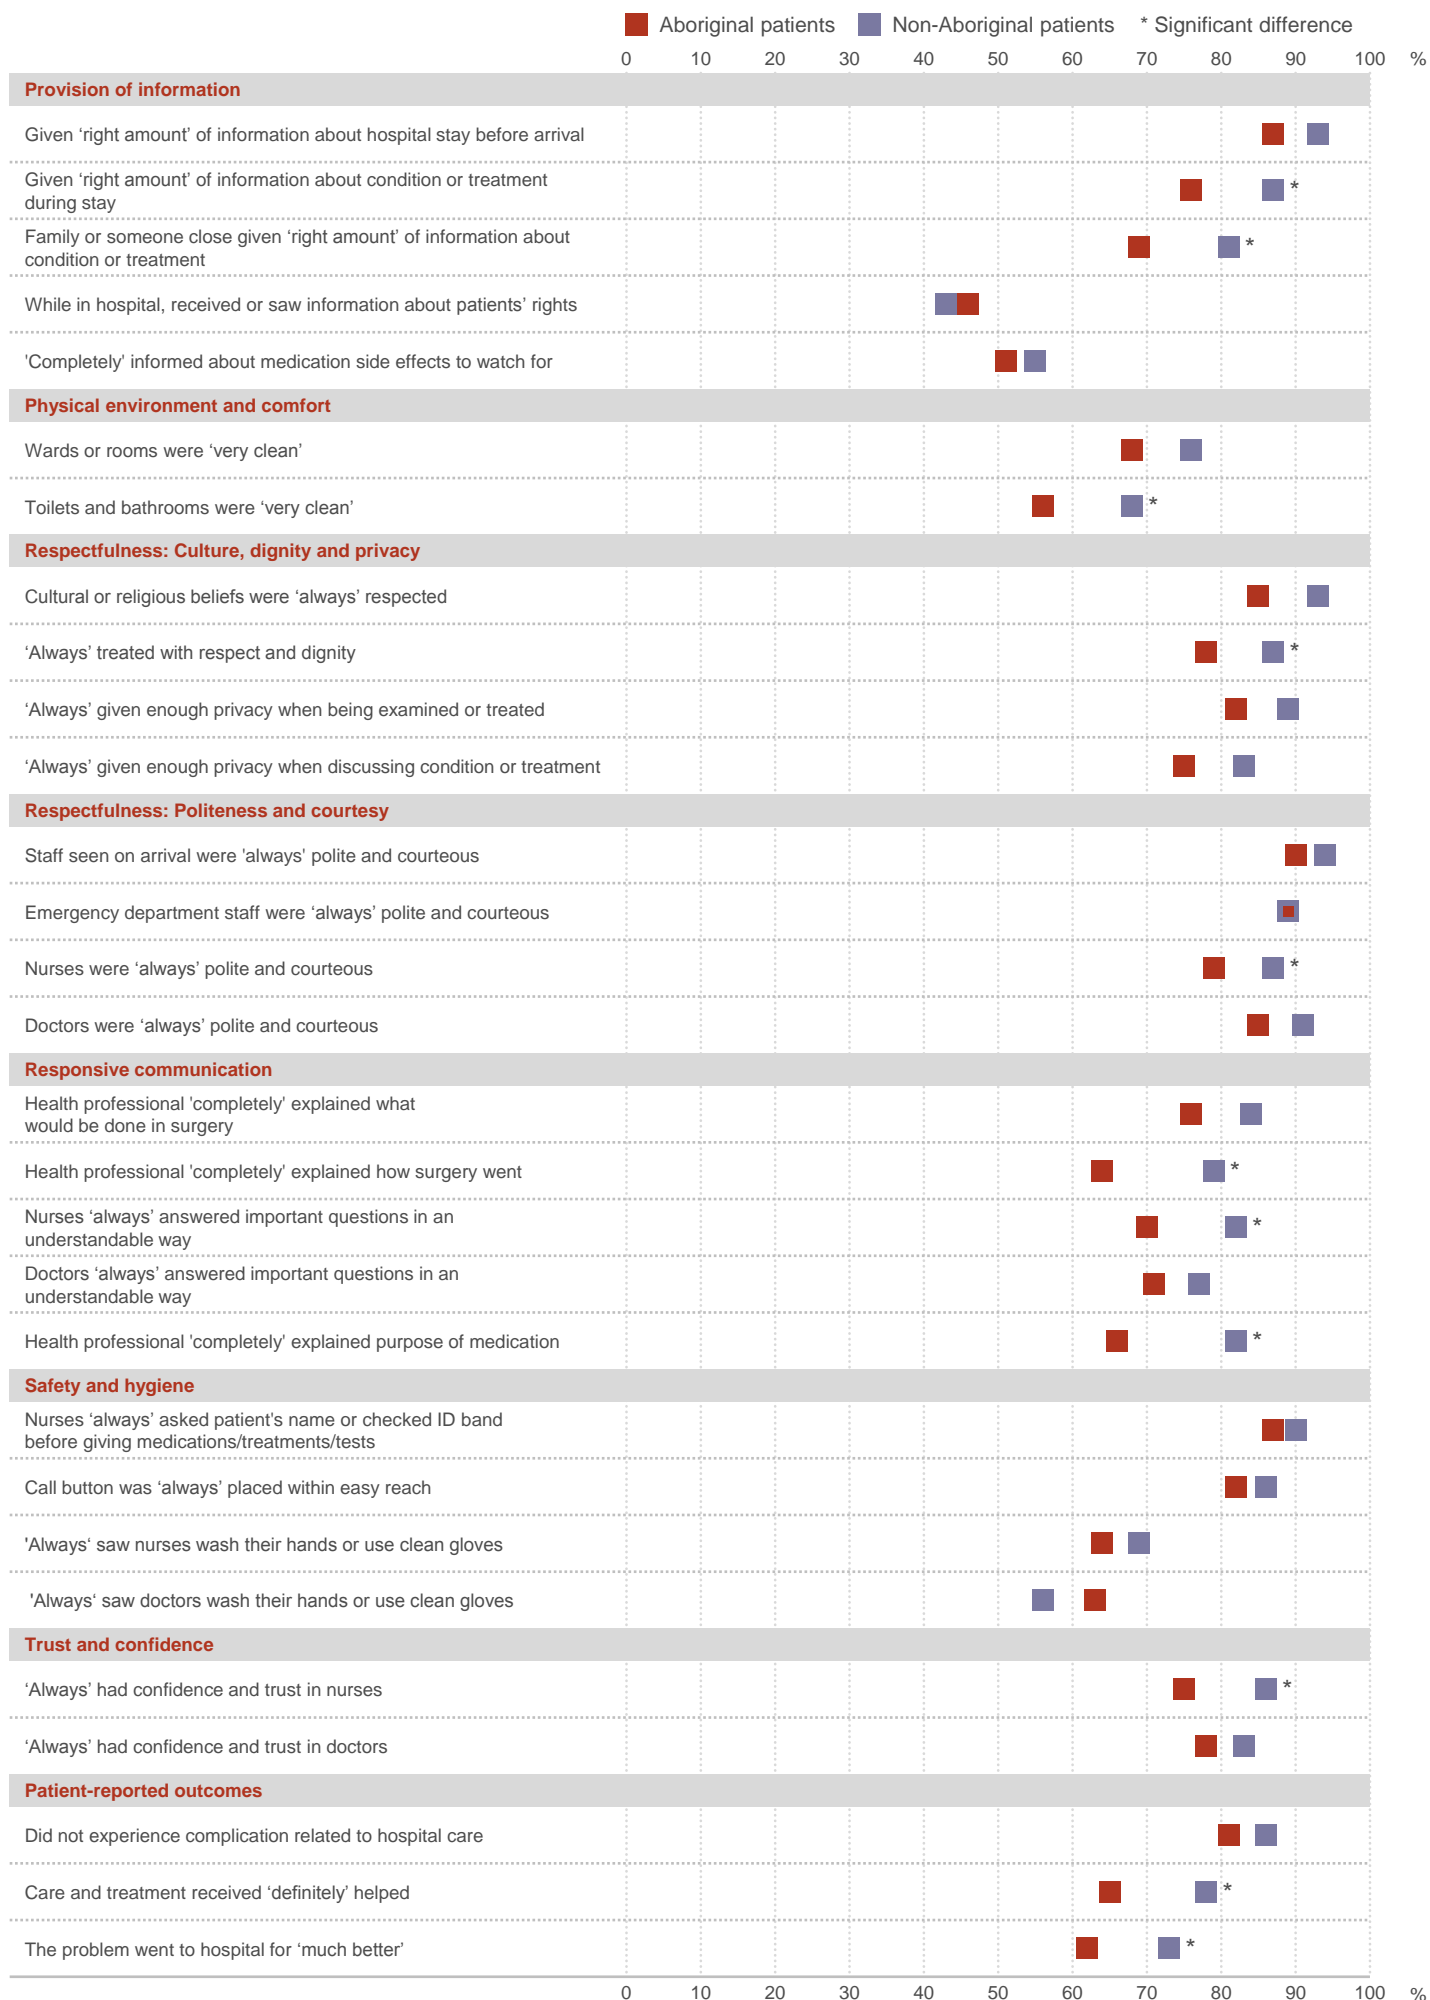 Aboriginal patients Non-Aboriginal patients * Significant difference
0 10 20 30 40 50 60 70 80 90 100 %
Provision of information
Given ‘right amount’ of information about hospital stay before arrival
Given ‘right amount’ of information about condition or treatment
during stay
*
Family or someone close given ‘right amount’ of information about
condition or treatment
*
While in hospital, received or saw information about patients’ rights
'Completely' informed about medication side effects to watch for
Physical environment and comfort
Wards or rooms were ‘very clean’
Toilets and bathrooms were ‘very clean’ *
Respectfulness: Culture, dignity and privacy
Cultural or religious beliefs were ‘always’ respected
‘Always’ treated with respect and dignity *
‘Always’ given enough privacy when being examined or treated
‘Always’ given enough privacy when discussing condition or treatment
Respectfulness: Politeness and courtesy
Staff seen on arrival were 'always' polite and courteous
Emergency department staff were ‘always’ polite and courteous
Nurses were ‘always’ polite and courteous *
Doctors were ‘always’ polite and courteous
Responsive communication
Health professional 'completely' explained what
would be done in surgery
Health professional 'completely' explained how surgery went *
Nurses ‘always’ answered important questions in an
understandable way
*
Doctors ‘always’ answered important questions in an
understandable way
Health professional 'completely' explained purpose of medication *
Safety and hygiene
Nurses ‘always’ asked patient's name or checked ID band
before giving medications/treatments/tests
Call button was ‘always’ placed within easy reach
'Always‘ saw nurses wash their hands or use clean gloves
'Always‘ saw doctors wash their hands or use clean gloves
Trust and confidence
‘Always’ had confidence and trust in nurses *
‘Always’ had confidence and trust in doctors
Patient-reported outcomes
Did not experience complication related to hospital care
Care and treatment received ‘definitely’ helped *
The problem went to hospital for ‘much better’ *
0 10 20 30 40 50 60 70 80 90 100 %